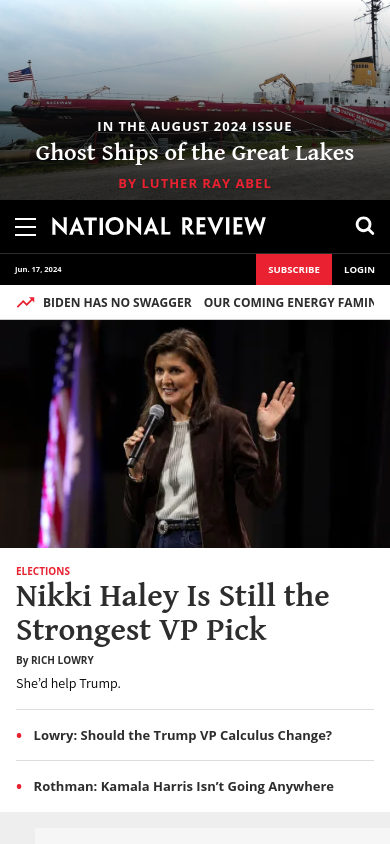 IN THE AUGUST 2024 ISSUE
Ghost Ships of the Great Lakes
BY LUTHER RAY ABEL
NATIONAL REVIEW
Jun. 17, 2024
SUBSCRIBE
LOGIN
BIDEN HAS NO SWAGGER OUR COMING ENERGY FAMIN
ELECTIONS
Nikki Haley Is Still the
Strongest VP Pick
By RICH LOWRY
She’d help Trump.
• Lowry: Should the Trump VP Calculus Change?
• Rothman: Kamala Harris Isn’t Going Anywhere